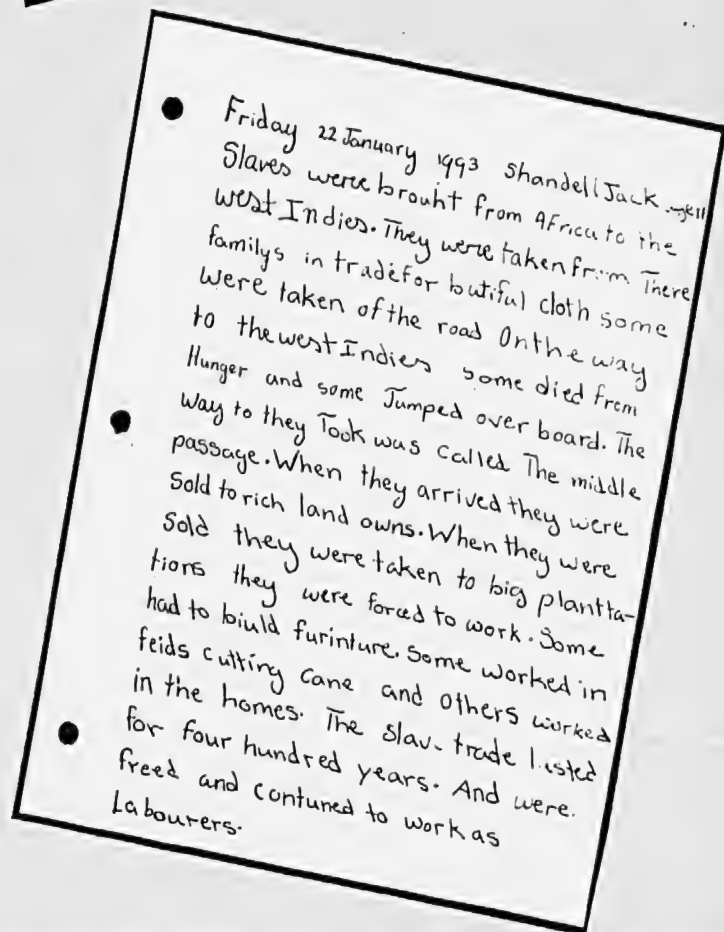 Friday 22 January 1993 Shandell Jack
Slaves were brouht from AFrica to the
west Indies. They were taken from There
familys in trade for butiful cloth some
were taken of the road On the way
to the west Indies some died from
Hunger and some Jumped over board. The
way to they Took was called The middle
passage. When they arrived they were
Sold to rich land owns. When they were
Sold they were taken to big plantta-
tions they were forced to work. Some
had to biuld furinture. some worked in
feids cutting cane and others worked
in the homes. The slav trade lasted
for four hundred years. And were.
freed and contuned to work as
Labourers.